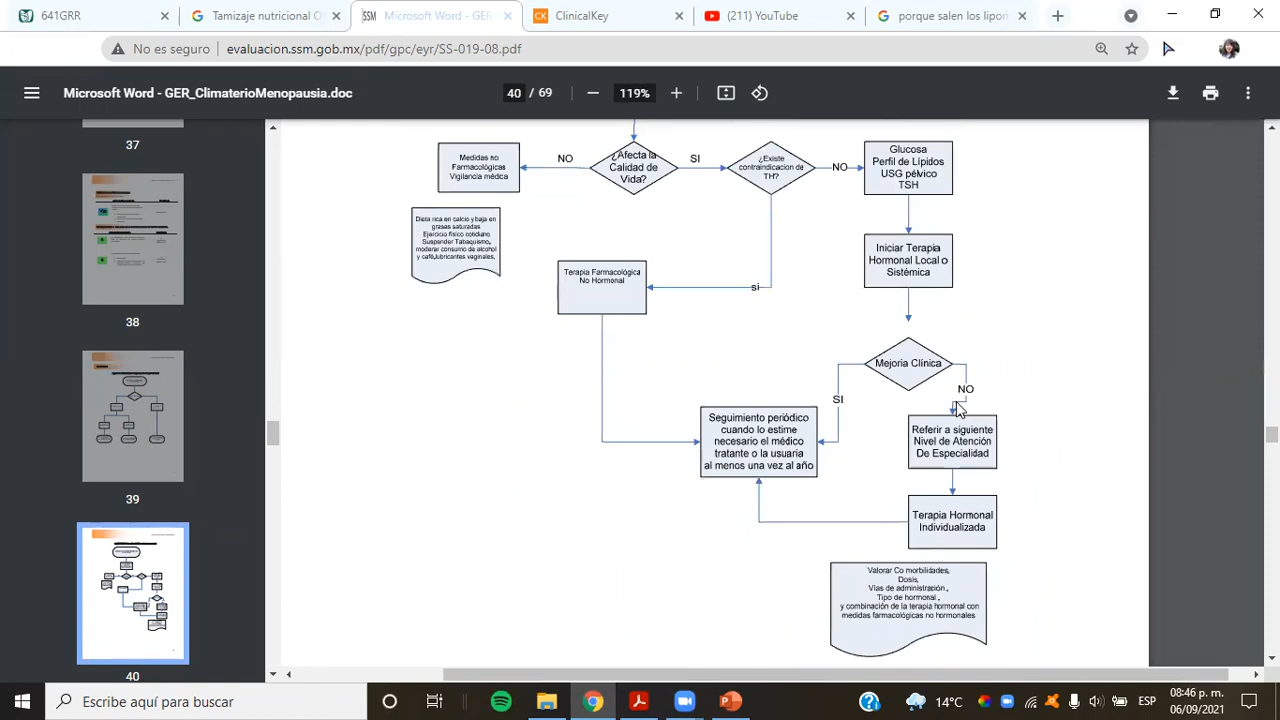 641GRR
Tamizaje nutricional
Microsoft Word - GER
ClinicalKey
(211) YouTube
porque salen los lipon
No es seguro
evaluacion.ssm.gob.mx/pdf/gpc/eyr/SS-019-08.pdf
Microsoft Word - GER_ClimaterioMenopausia.doc
40 / 69
119%
37
38
39
40
Medidas no
Farmacológicas
Vigilancia médica
NO
¿Afecta la
Calidad de
Vida?
SI
¿Existe
contraindicacion de
TH?
NO
Glucosa
Perfil de Lípidos
USG pélvico
TSH
Dieta rica en calcio y baja en
grasas saturadas
Ejercicio físico cotidiano
Suspender Tabaquismo,
moderar consumo de alcohol
y café,lubricantes vaginales,
Iniciar Terapia
Hormonal Local o
Sistémica
Terapia Farmacológica
No Hormonal
si
Mejoría Clínica
NO
SI
Seguimiento periódico
cuando lo estime
necesario el médico
tratante o la usuaria
al menos una vez al año
Referir a siguiente
Nivel de Atención
De Especialidad
Terapia Hormonal
Individualizada
Valorar Co morbilidades,
Dosis,
Vías de administración ,
Tipo de hormonal ,
y combinación de la terapia hormonal con
medidas farmacológicas no hormonales
Escribe aquí para buscar
14°C
ESP
08:46 p. m.
06/09/2021